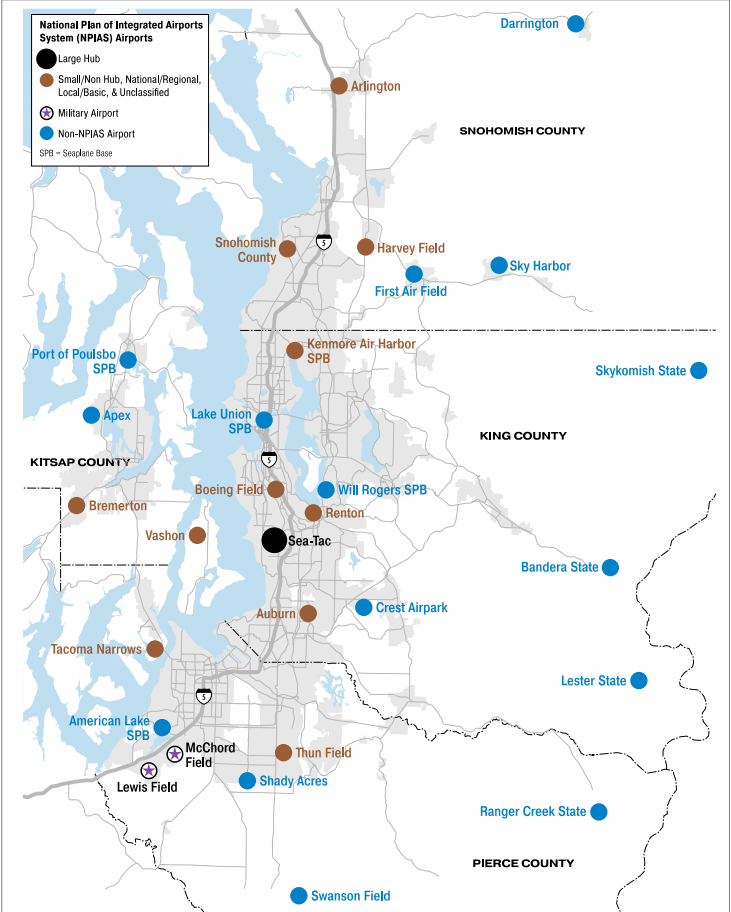 National Plan of Integrated Airports
System (NPIAS) Airports
Large Hub
Small/Non Hub, National/Regional,
Local/Basic, & Unclassified
Military Airport
Non-NPIAS Airport
SPB = Seaplane Base
Darrington
Arlington
SNOHOMISH COUNTY
Snohomish
County
5
Harvey Field
Sky Harbor
First Air Field
Kenmore Air Harbor
SPB
Port of Poulsbo
SPB
Skykomish State
Apex
Lake Union
SPB
KING COUNTY
KITSAP COUNTY
5
Boeing Field
Will Rogers SPB
Bremerton
Renton
Vashon
Sea-Tac
Bandera State
Auburn
Crest Airpark
Tacoma Narrows
Lester State
5
American Lake
SPB
McChord
Field
Thun Field
Lewis Field
Shady Acres
Ranger Creek State
PIERCE COUNTY
Swanson Field